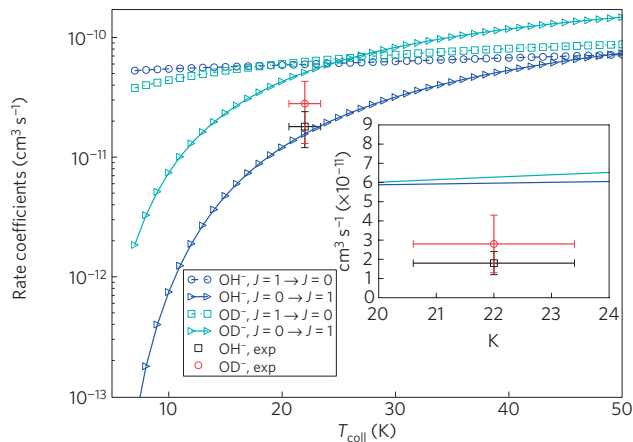 Rate coefficients (cm³ s⁻¹)
10⁻¹⁰
10⁻¹¹
10⁻¹²
10⁻¹³
10
20
30
40
50
T_coll (K)
OH⁻, J = 1 → J = 0
OH⁻, J = 0 → J = 1
OD⁻, J = 1 → J = 0
OD⁻, J = 0 → J = 1
OH⁻, exp
OD⁻, exp
cm³ s⁻¹ (×10⁻¹¹)
9
8
7
6
5
4
3
2
1
0
20
21
22
23
24
K